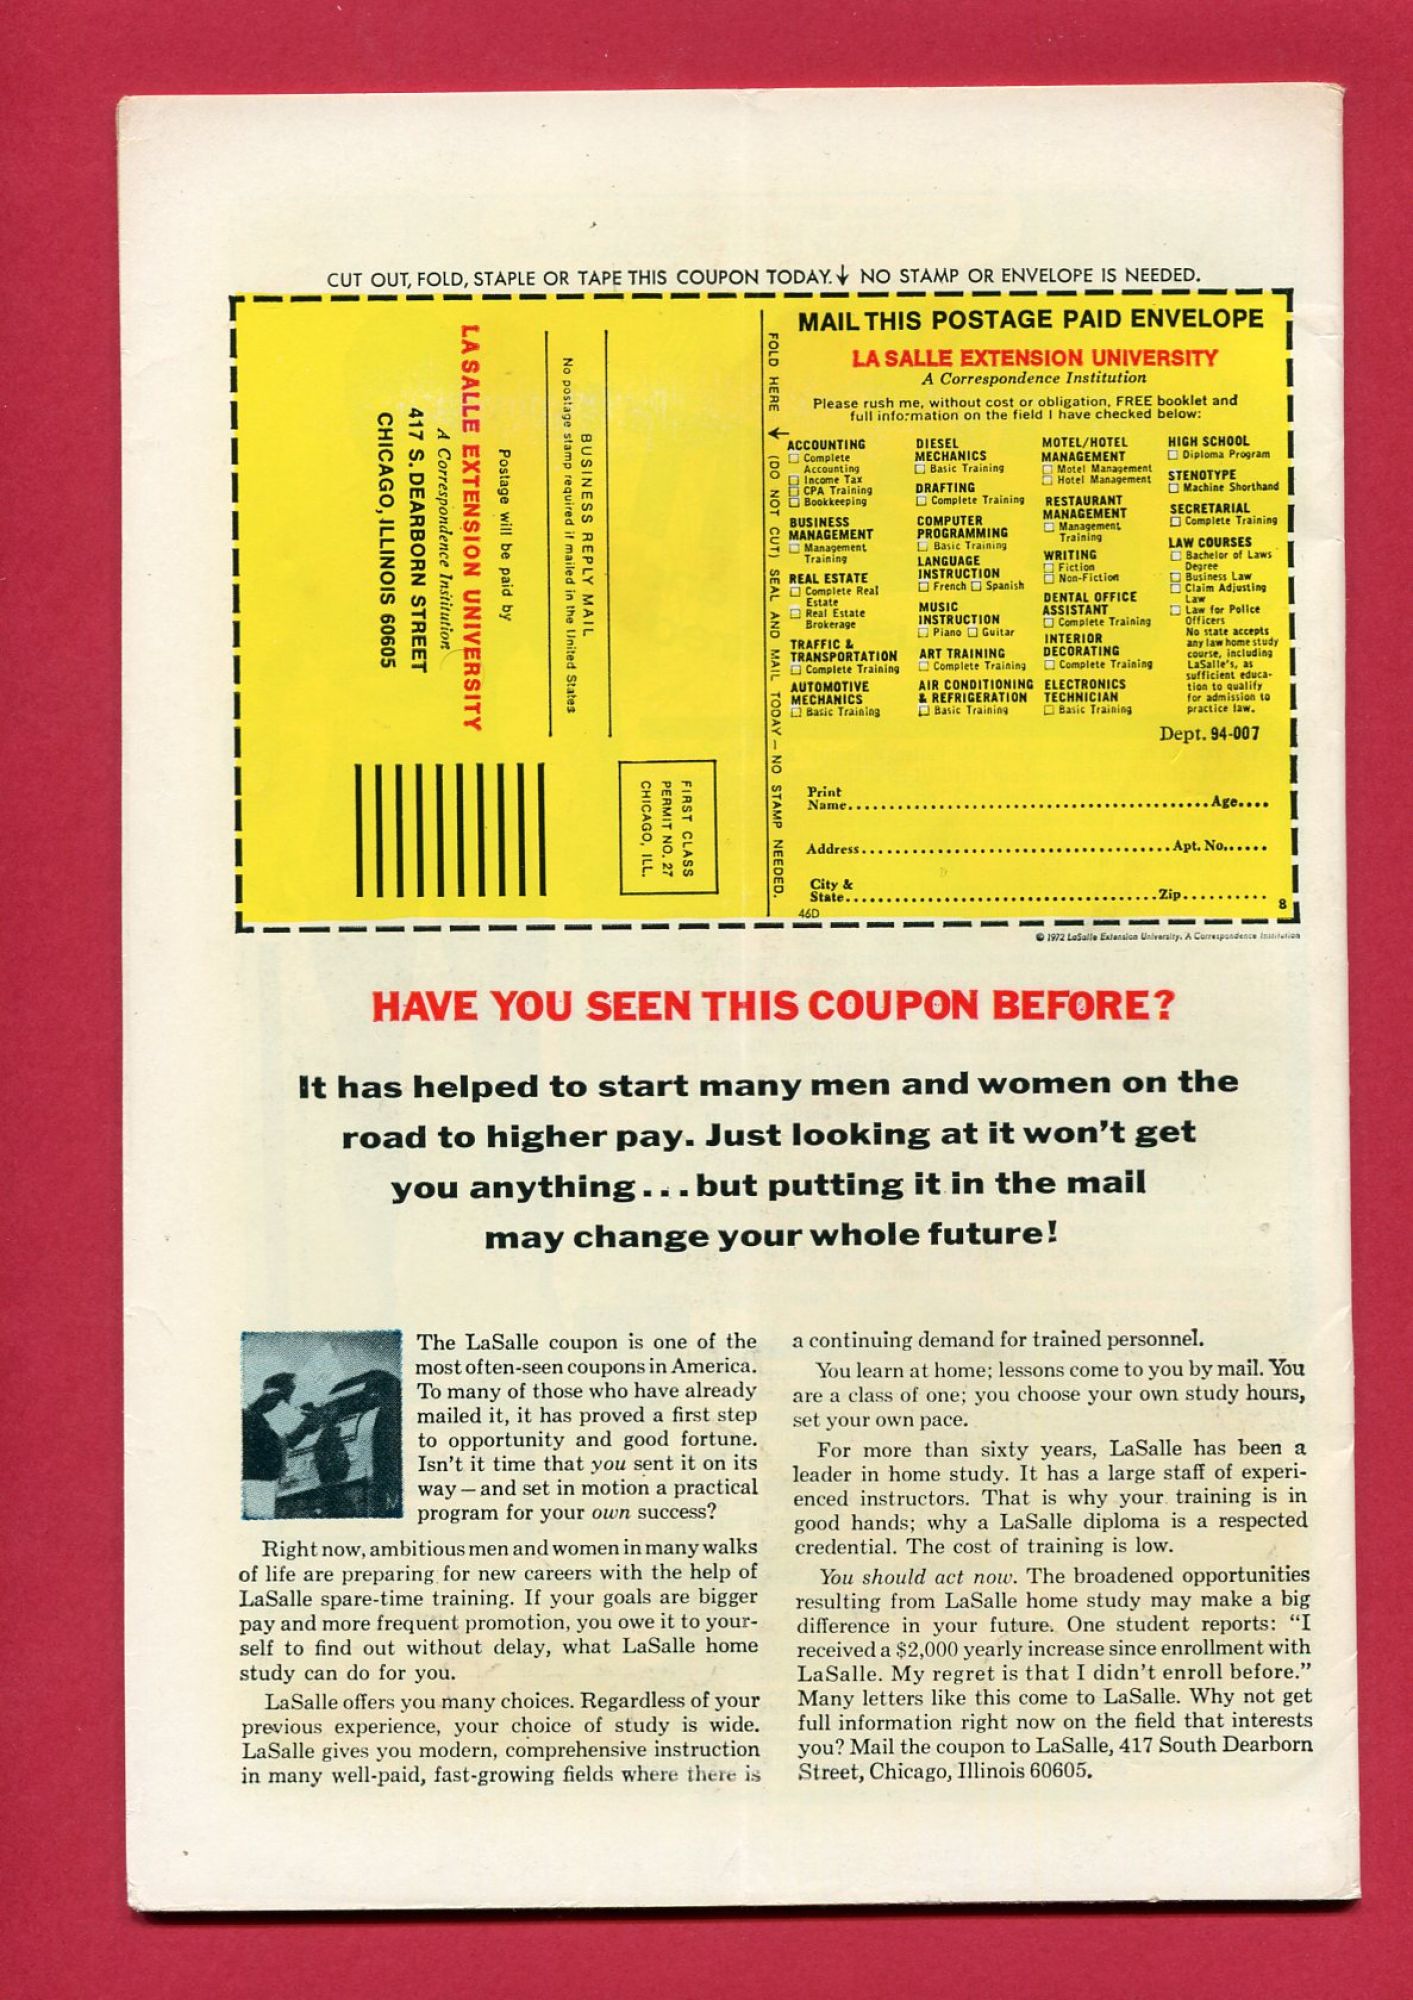 CUT OUT, FOLD, STAPLE OR TAPE THIS COUPON TODAY.↓ NO STAMP OR ENVELOPE IS NEEDED.
LA SALLE EXTENSION UNIVERSITY
A Correspondence Institution
417 S. DEARBORN STREET
CHICAGO, ILLINOIS 60605
Postage will be paid by
No postage stamp required if mailed in the United States
BUSINESS REPLY MAIL
FIRST CLASS
PERMIT NO. 27
CHICAGO, ILL.
FOLD HERE ↓ (DO NOT CUT) SEAL AND MAIL TODAY — NO STAMP NEEDED.
MAIL THIS POSTAGE PAID ENVELOPE
LA SALLE EXTENSION UNIVERSITY
A Correspondence Institution
Please rush me, without cost or obligation, FREE booklet and
full information on the field I have checked below:
ACCOUNTING
☐ Complete
Accounting
☐ Income Tax
☐ CPA Training
☐ Bookkeeping
BUSINESS
MANAGEMENT
☐ Management
Training
REAL ESTATE
☐ Complete Real
Estate
☐ Real Estate
Brokerage
TRAFFIC &
TRANSPORTATION
☐ Complete Training
AUTOMOTIVE
MECHANICS
☐ Basic Training
DIESEL
MECHANICS
☐ Basic Training
DRAFTING
☐ Complete Training
COMPUTER
PROGRAMMING
☐ Basic Training
LANGUAGE
INSTRUCTION
☐ French ☐ Spanish
MUSIC
INSTRUCTION
☐ Piano ☐ Guitar
ART TRAINING
☐ Complete Training
AIR CONDITIONING
& REFRIGERATION
☐ Basic Training
MOTEL/HOTEL
MANAGEMENT
☐ Motel Management
☐ Hotel Management
RESTAURANT
MANAGEMENT
☐ Management
Training
WRITING
☐ Fiction
☐ Non-Fiction
DENTAL OFFICE
ASSISTANT
☐ Complete Training
INTERIOR
DECORATING
☐ Complete Training
ELECTRONICS
TECHNICIAN
☐ Basic Training
HIGH SCHOOL
☐ Diploma Program
STENOTYPE
☐ Machine Shorthand
SECRETARIAL
☐ Complete Training
LAW COURSES
☐ Bachelor of Laws
Degree
☐ Business Law
☐ Claim Adjusting
Law
☐ Law for Police
Officers
No state accepts
any law home study
course, including
LaSalle's, as
sufficient educa-
tion to qualify
for admission to
practice law.
Dept. 94-007
Print
Name.......... Age....
Address.......... Apt. No......
City &
State.......... Zip..........
46D 8
© 1972 LaSalle Extension University, A Correspondence Institution
HAVE YOU SEEN THIS COUPON BEFORE?
It has helped to start many men and women on the
road to higher pay. Just looking at it won't get
you anything... but putting it in the mail
may change your whole future!
The LaSalle coupon is one of the
most often-seen coupons in America.
To many of those who have already
mailed it, it has proved a first step
to opportunity and good fortune.
Isn't it time that you sent it on its
way — and set in motion a practical
program for your own success?
Right now, ambitious men and women in many walks
of life are preparing for new careers with the help of
LaSalle spare-time training. If your goals are bigger
pay and more frequent promotion, you owe it to your-
self to find out without delay, what LaSalle home
study can do for you.
LaSalle offers you many choices. Regardless of your
previous experience, your choice of study is wide.
LaSalle gives you modern, comprehensive instruction
in many well-paid, fast-growing fields where there is
a continuing demand for trained personnel.
You learn at home; lessons come to you by mail. You
are a class of one; you choose your own study hours,
set your own pace.
For more than sixty years, LaSalle has been a
leader in home study. It has a large staff of experi-
enced instructors. That is why your training is in
good hands; why a LaSalle diploma is a respected
credential. The cost of training is low.
You should act now. The broadened opportunities
resulting from LaSalle home study may make a big
difference in your future. One student reports: "I
received a $2,000 yearly increase since enrollment with
LaSalle. My regret is that I didn't enroll before."
Many letters like this come to LaSalle. Why not get
full information right now on the field that interests
you? Mail the coupon to LaSalle, 417 South Dearborn
Street, Chicago, Illinois 60605.